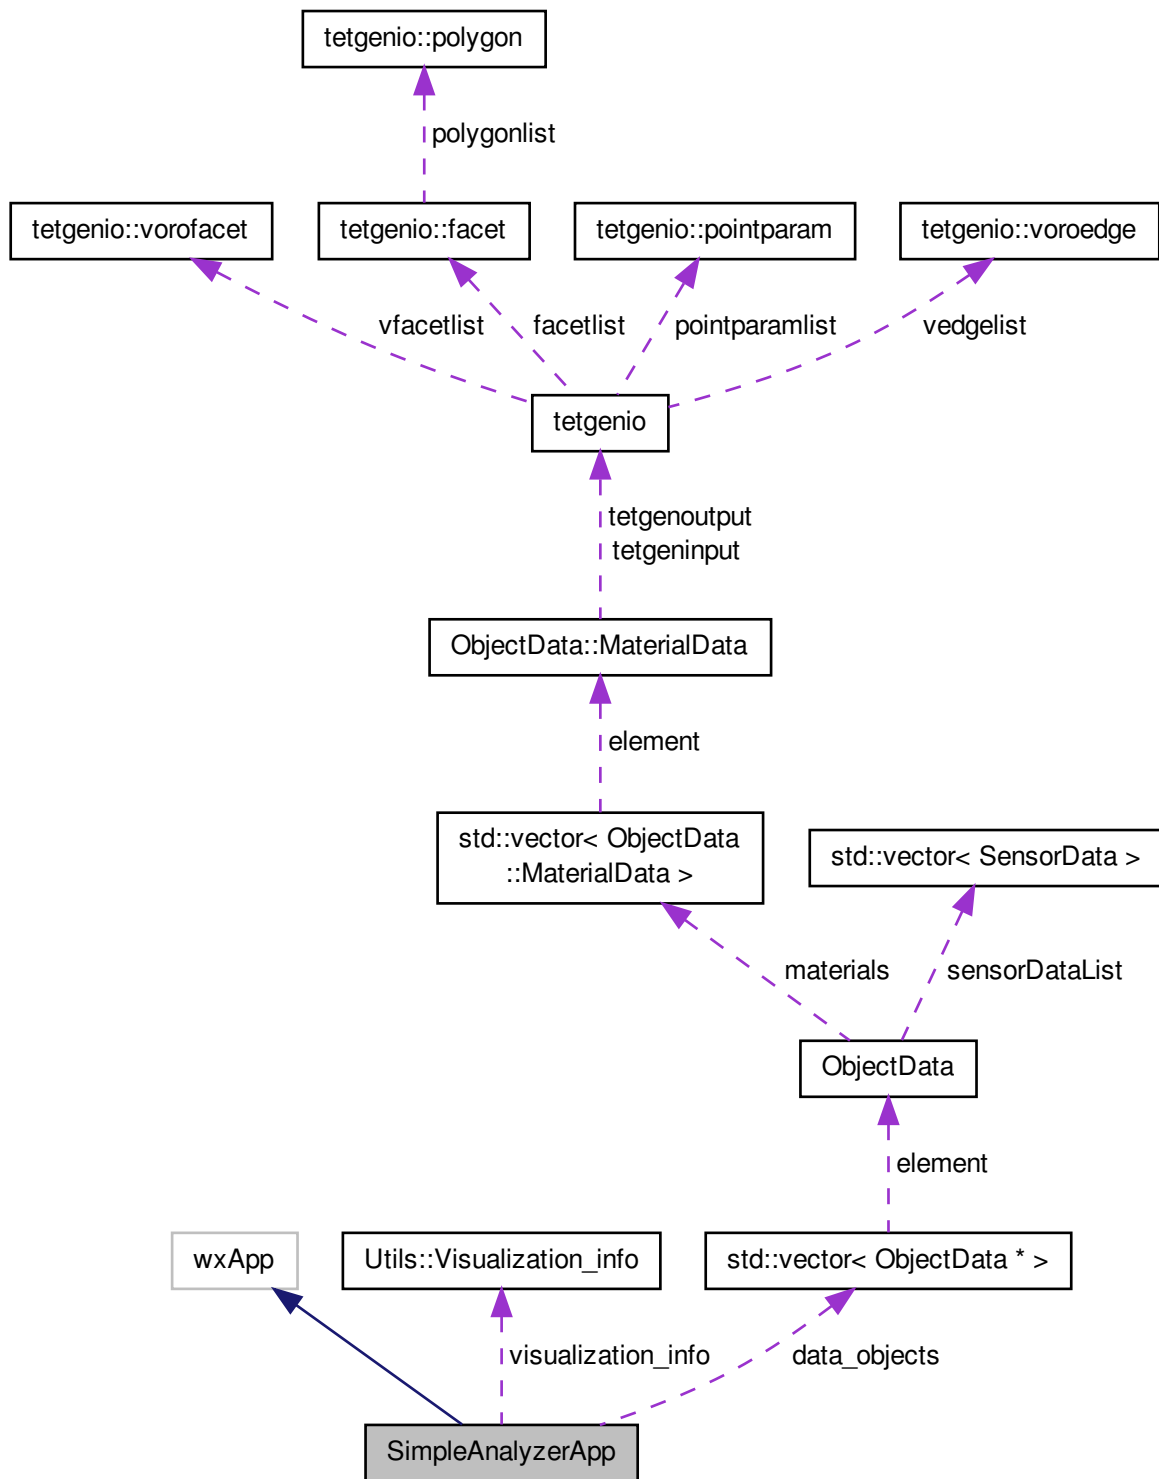 tetgenio::polygon
polygonlist
tetgenio::vorofacet
tetgenio::facet
tetgenio::pointparam
tetgenio::voroedge
vfacetlist
facetlist
pointparamlist
vedgelist
tetgenio
tetgenoutput
tetgeninput
ObjectData::MaterialData
element
std::vector< ObjectData
::MaterialData >
std::vector< SensorData >
materials
sensorDataList
ObjectData
element
wxApp
Utils::Visualization_info
std::vector< ObjectData * >
visualization_info
data_objects
SimpleAnalyzerApp